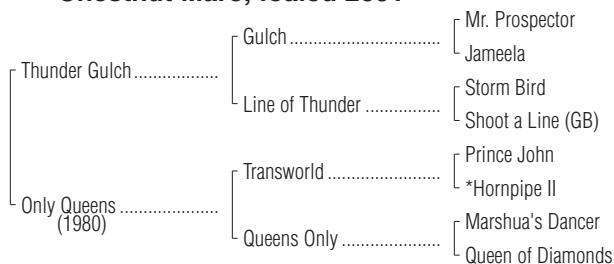 Chestnut Mare, foaled
Mr. Prospector
Gulch
Jameela
Thunder Gulch
Storm Bird
Line of Thunder
Shoot a Line (GB)
Prince John
Transworld
*Hornpipe II
Only Queens
(1980)
Marshua's Dancer
Queens Only
Queen of Diamonds